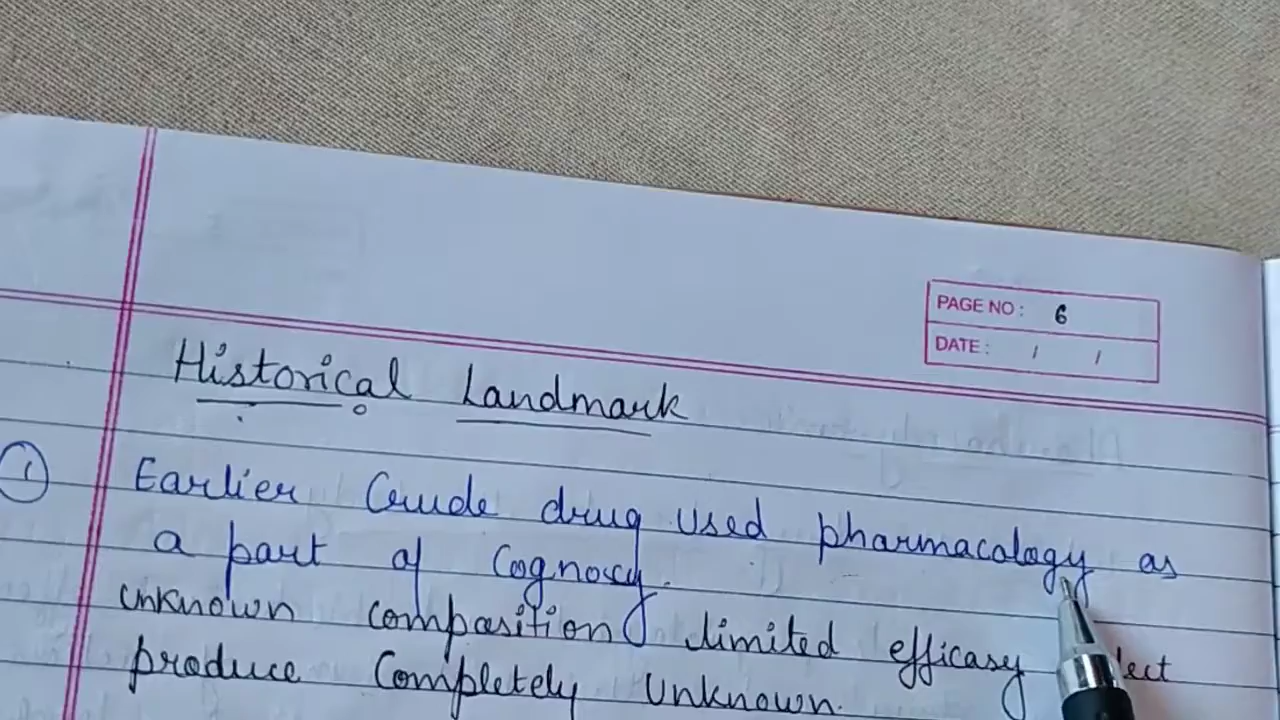 PAGE NO: 6
DATE: / /
Historical Landmark
① Earlier Crude drug used pharmacology as
a part of Cognosy.
unknown composition limited efficasy
produce Completely Unknown.